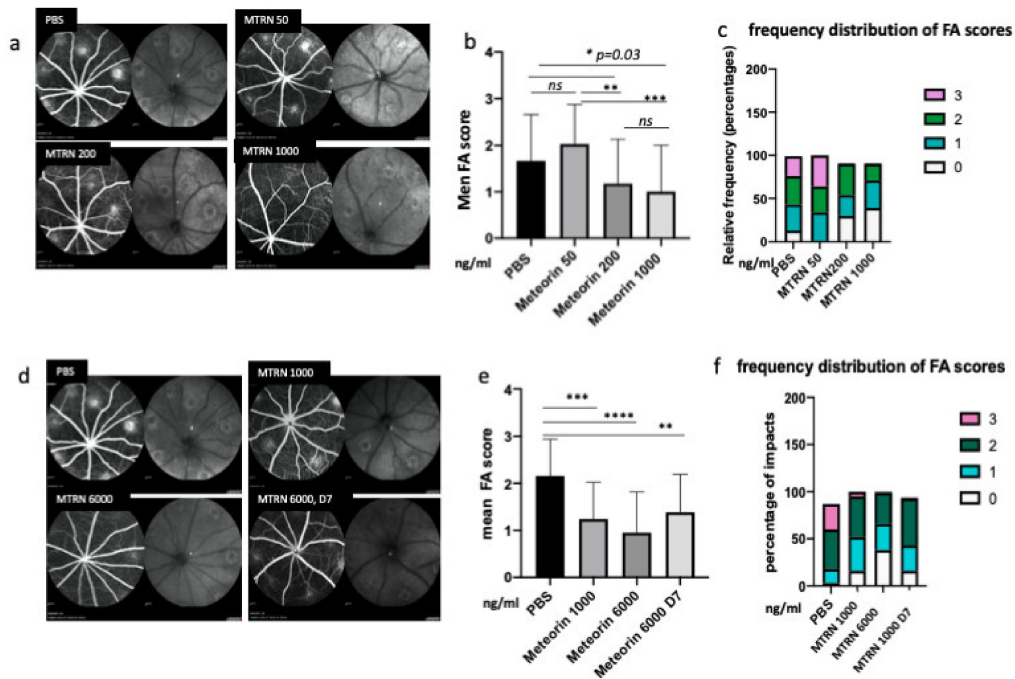 a
PBS
MTRN 50
MTRN 200
MTRN 1000
b
Men FA score
4
3
2
1
0
* p=0.03
ns
**
***
ns
ng/ml
PBS
Meteorin 50
Meteorin 200
Meteorin 1000
c
frequency distribution of FA scores
Relative frequency (percentages)
200
150
100
50
0
3
2
1
0
ng/ml
PBS
MTRN 50
MTRN200
MTRN 1000
d
PBS
MTRN 1000
MTRN 6000
MTRN 6000, D7
e
mean FA score
4
3
2
1
0
***
****
**
ng/ml
PBS
Meteorin 1000
Meteorin 6000
Meteorin 6000 D7
f
frequency distribution of FA scores
percentage of impacts
200
150
100
50
0
3
2
1
0
ng/ml
PBS
MTRN 1000
MTRN 6000
MTRN 1000 D7